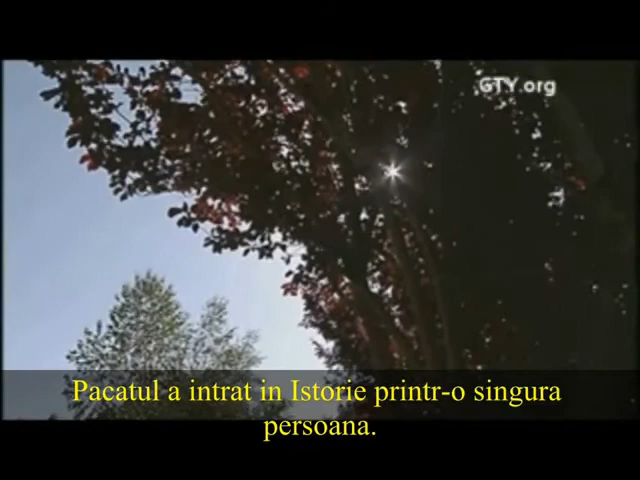 GTY.org
Pacatul a intrat in Istorie printr-o singura
persoana.